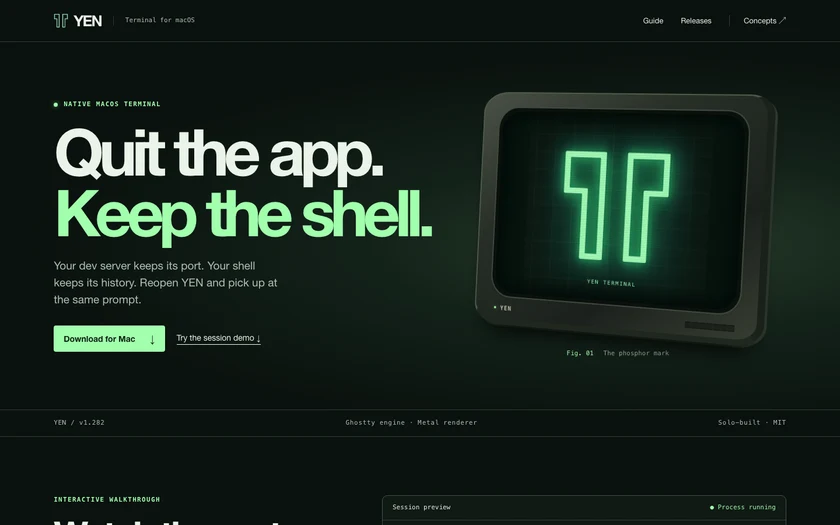 YEN
Terminal for macOS
Guide
Releases
Concepts ↗
NATIVE MACOS TERMINAL
Quit the app.
Keep the shell.
Your dev server keeps its port. Your shell
keeps its history. Reopen YEN and pick up at
the same prompt.
Download for Mac ↓
Try the session demo ↓
YEN TERMINAL
YEN
Fig. 01 The phosphor mark
YEN / v1.282
Ghostty engine · Metal renderer
Solo-built · MIT
INTERACTIVE WALKTHROUGH
Session preview
Process running